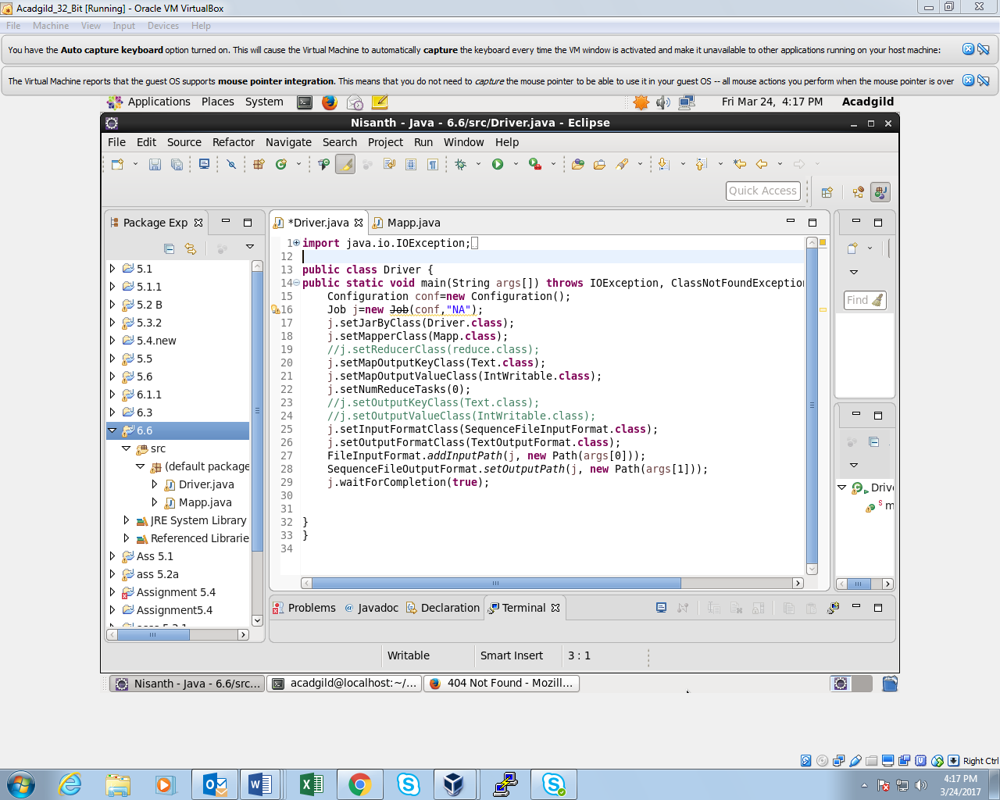 Acadgild_32_Bit [Running] - Oracle VM VirtualBox
File Machine View Input Devices Help
You have the Auto capture keyboard option turned on. This will cause the Virtual Machine to automatically capture the keyboard every time the VM window is activated and make it unavailable to other applications running on your host machine:
The Virtual Machine reports that the guest OS supports mouse pointer integration. This means that you do not need to capture the mouse pointer to be able to use it in your guest OS -- all mouse actions you perform when the mouse pointer is over
Applications Places System Fri Mar 24, 4:17 PM Acadgild
Nisanth - Java - 6.6/src/Driver.java - Eclipse
File Edit Source Refactor Navigate Search Project Run Window Help
Quick Access
Package Exp
5.1
5.1.1
5.2 B
5.3.2
5.4.new
5.5
5.6
6.1.1
6.3
6.6
src
(default package
Driver.java
Mapp.java
JRE System Library
Referenced Librarie
Ass 5.1
ass 5.2a
Assignment 5.4
Assignment5.4
*Driver.java Mapp.java
1 import java.io.IOException;
12
13 public class Driver {
14 public static void main(String args[]) throws IOException, ClassNotFoundException
15 Configuration conf=new Configuration();
16 Job j=new Job(conf,"NA");
17 j.setJarByClass(Driver.class);
18 j.setMapperClass(Mapp.class);
19 //j.setReducerClass(reduce.class);
20 j.setMapOutputKeyClass(Text.class);
21 j.setMapOutputValueClass(IntWritable.class);
22 j.setNumReduceTasks(0);
23 //j.setOutputKeyClass(Text.class);
24 //j.setOutputValueClass(IntWritable.class);
25 j.setInputFormatClass(SequenceFileInputFormat.class);
26 j.setOutputFormatClass(TextOutputFormat.class);
27 FileInputFormat.addInputPath(j, new Path(args[0]));
28 SequenceFileOutputFormat.setOutputPath(j, new Path(args[1]));
29 j.waitForCompletion(true);
30
31
32 }
33 }
34
Find
Drive
m
Problems @ Javadoc Declaration Terminal
Writable Smart Insert 3 : 1
Nisanth - Java - 6.6/src... acadgild@localhost:~/... 404 Not Found - Mozill...
Right Ctrl
4:17 PM
3/24/2017